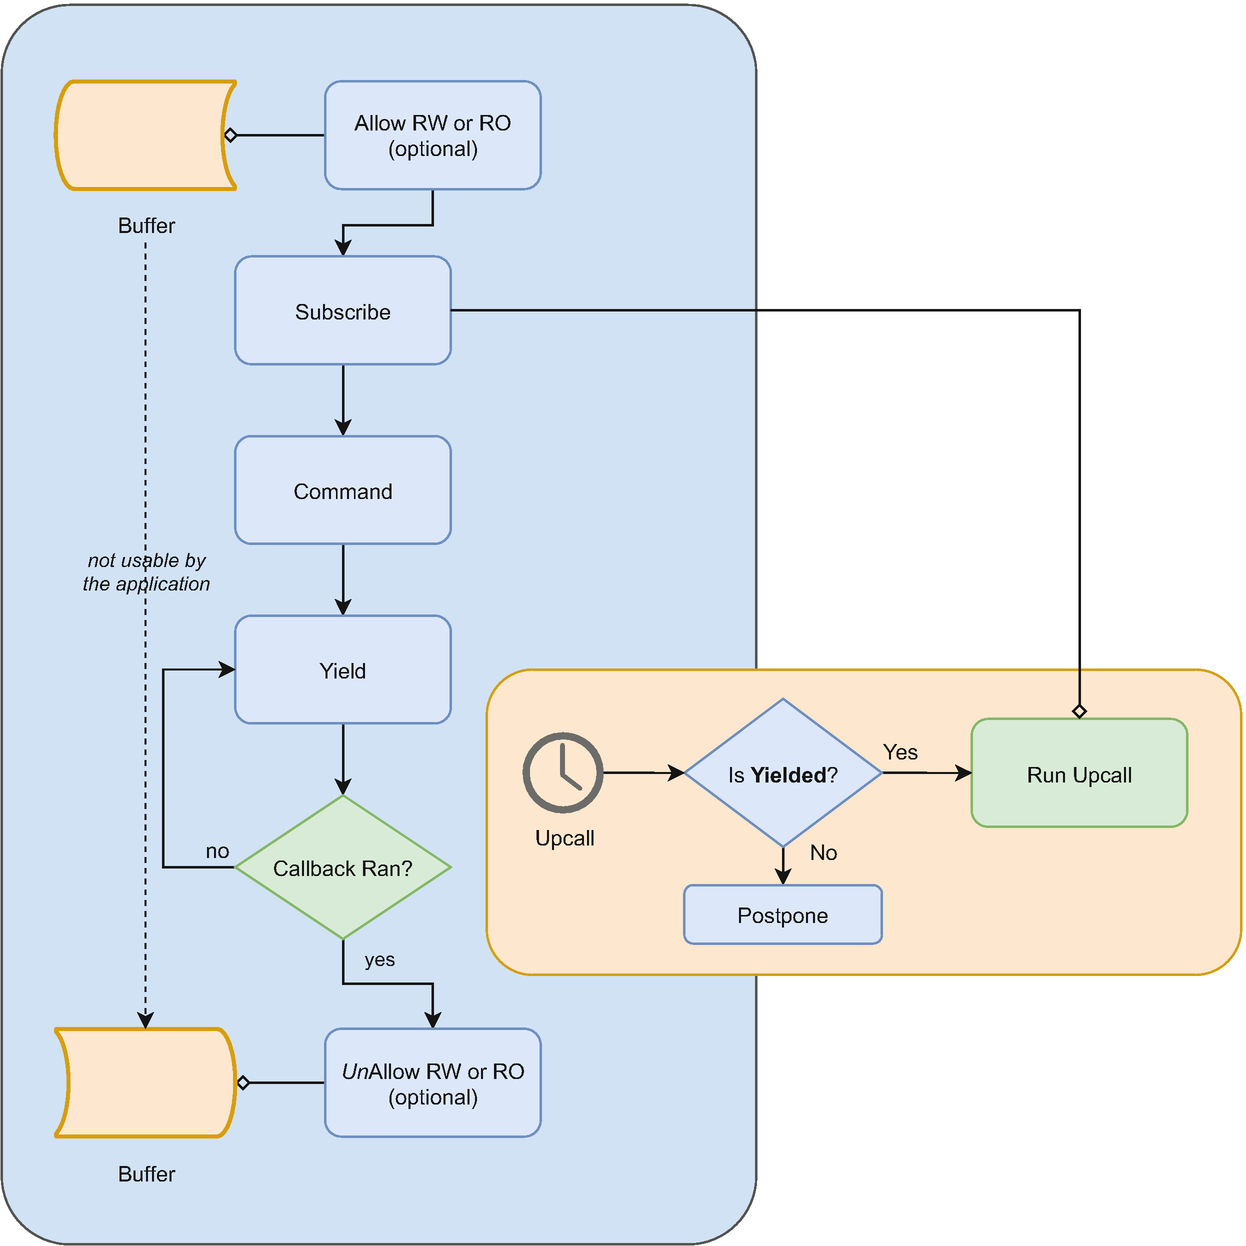 Allow RW or RO
(optional)
Buffer
Subscribe
Command
not usable by
the application
Yield
Is Yielded?
Yes
Run Upcall
Upcall
No
no
Callback Ran?
Postpone
yes
UnAllow RW or RO
(optional)
Buffer